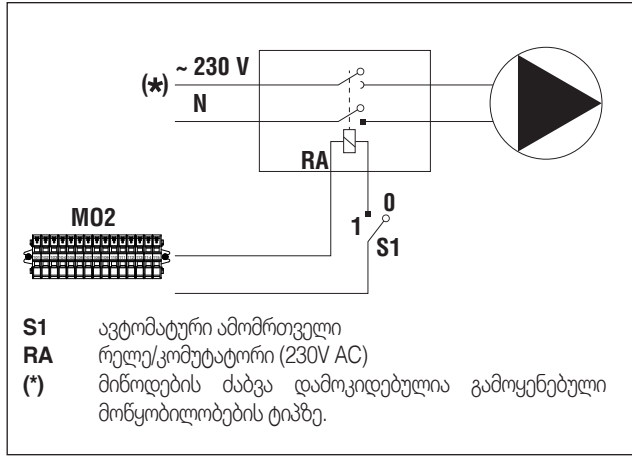 ~ 230 V
(*)
N
RA
MO2
0
1
S1
S1 ავტომატური ამომრთველი
RA რელე/კომუტატორი (230V AC)
(*) მიწოდების ძაბვა დამოკიდებულია გამოყენებული
მოწყობილობების ტიპზე.